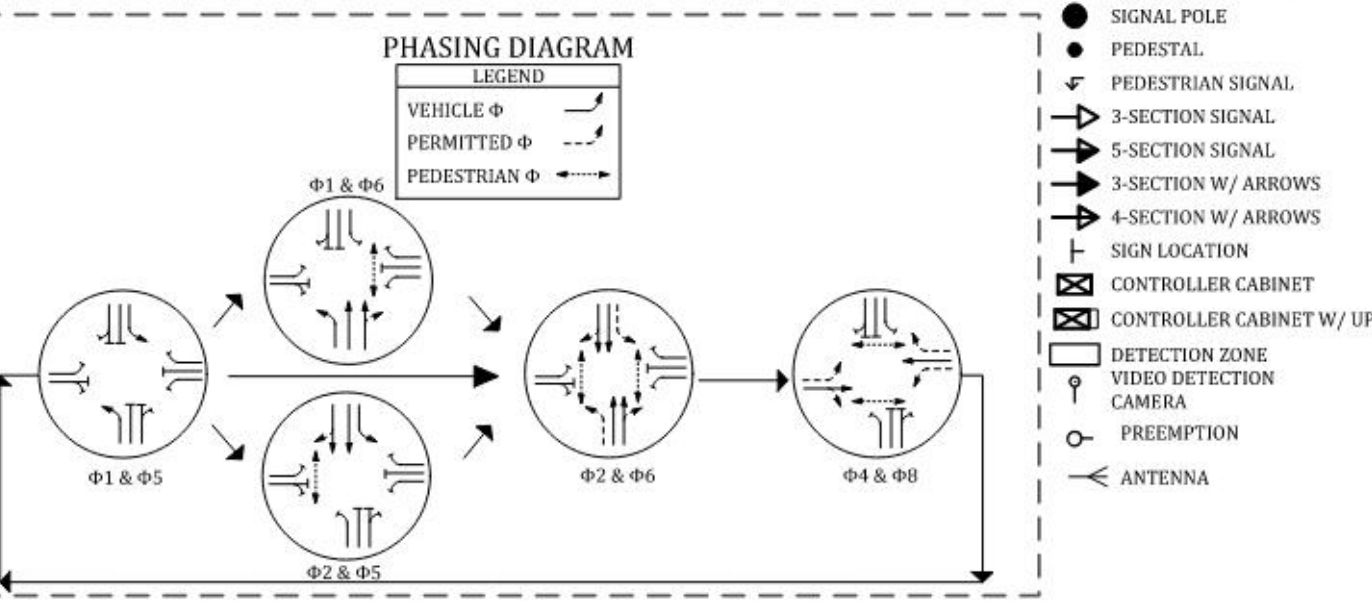 PHASING DIAGRAM
LEGEND
VEHICLE Φ
PERMITTED Φ
PEDESTRIAN Φ
Φ1 & Φ6
Φ1 & Φ5
Φ2 & Φ6
Φ4 & Φ8
Φ2 & Φ5
SIGNAL POLE
PEDESTAL
PEDESTRIAN SIGNAL
3-SECTION SIGNAL
5-SECTION SIGNAL
3-SECTION W/ ARROWS
4-SECTION W/ ARROWS
SIGN LOCATION
CONTROLLER CABINET
CONTROLLER CABINET W/ UP
DETECTION ZONE
VIDEO DETECTION
CAMERA
PREEMPTION
ANTENNA